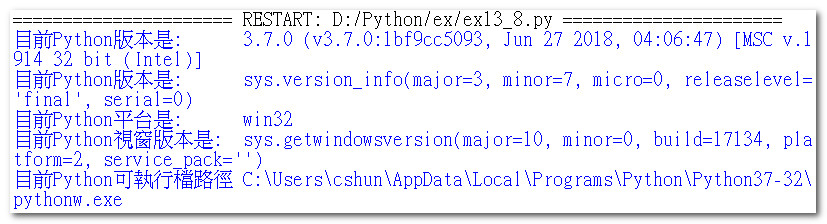 ====================== RESTART: D:/Python/ex/ex13_8.py ======================
目前Python版本是:      3.7.0 (v3.7.0:1bf9cc5093, Jun 27 2018, 04:06:47) [MSC v.1
914 32 bit (Intel)]
目前Python版本是:      sys.version_info(major=3, minor=7, micro=0, releaselevel=
'final', serial=0)
目前Python平台是:      win32
目前Python視窗版本是:  sys.getwindowsversion(major=10, minor=0, build=17134, pla
tform=2, service_pack='')
目前Python可執行檔路徑 C:\Users\cshun\AppData\Local\Programs\Python\Python37-32\
pythonw.exe